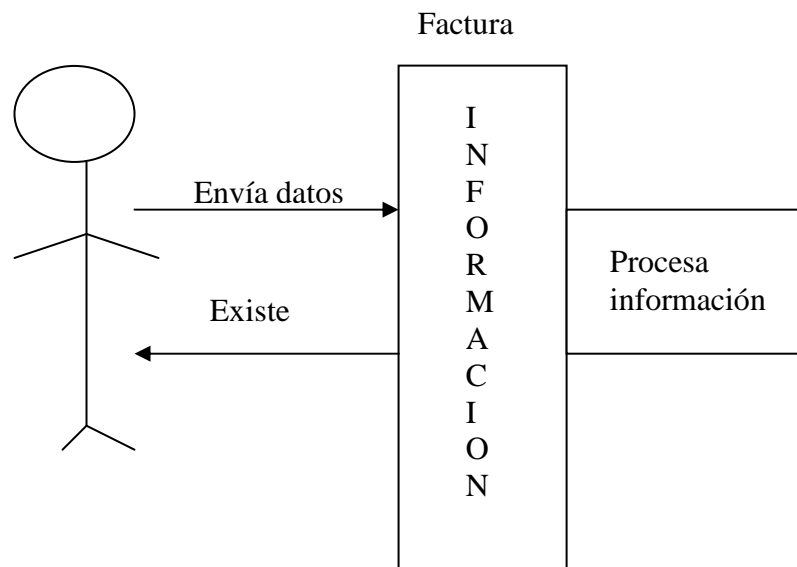 Factura
I
N
F
O
R
M
A
C
I
O
N
Envía datos
Existe
Procesa
información